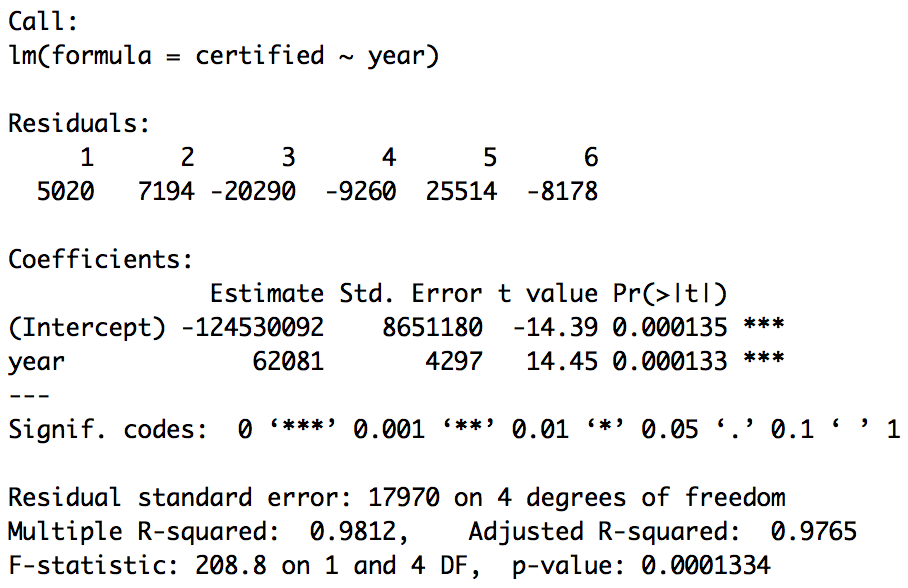 Call:
lm(formula = certified ~ year)
Residuals:
1 2 3 4 5 6
5020 7194 -20290 -9260 25514 -8178
Coefficients:
Estimate Std. Error t value Pr(>|t|)
(Intercept) -124530092 8651180 -14.39 0.000135 ***
year 62081 4297 14.45 0.000133 ***
---
Signif. codes: 0 ‘***’ 0.001 ‘**’ 0.01 ‘*’ 0.05 ‘.’ 0.1 ‘ ’ 1
Residual standard error: 17970 on 4 degrees of freedom
Multiple R-squared: 0.9812, Adjusted R-squared: 0.9765
F-statistic: 208.8 on 1 and 4 DF, p-value: 0.0001334